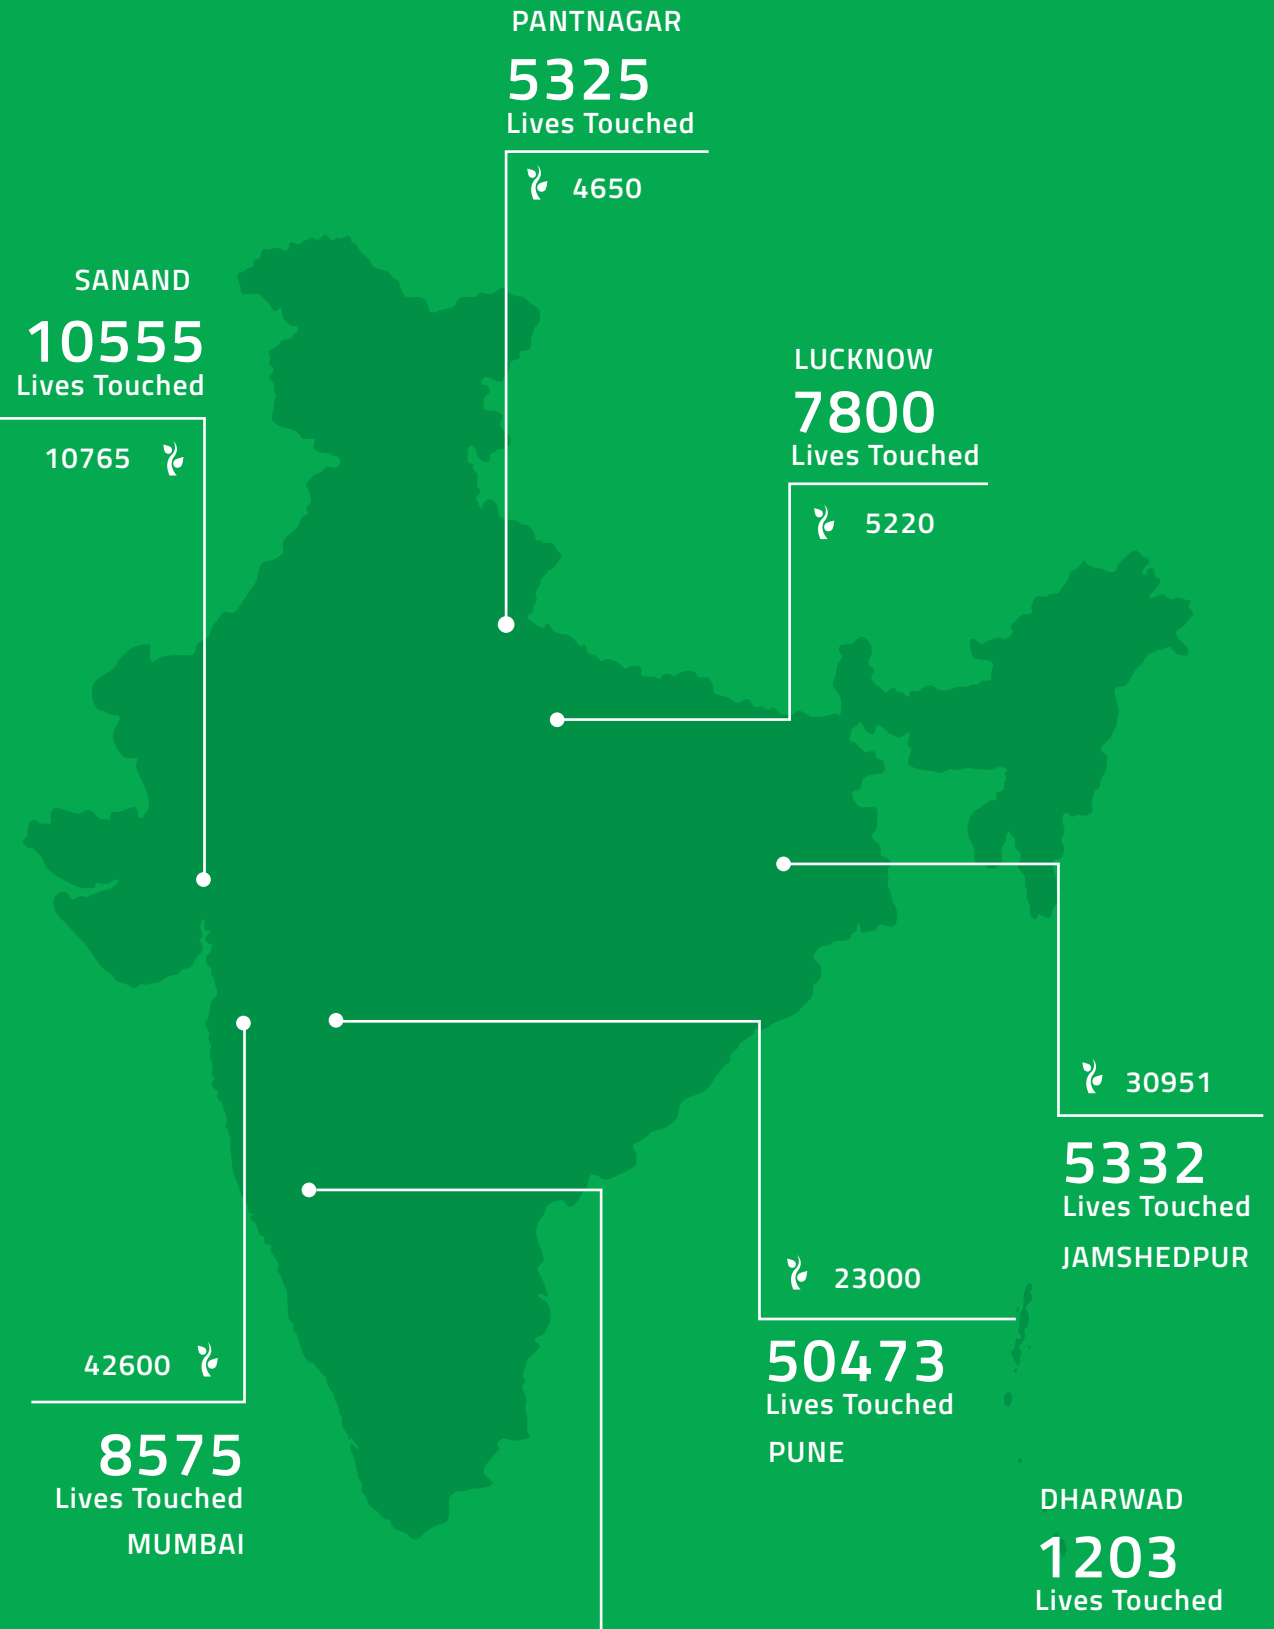 PANTNAGAR
5325
Lives Touched
4650
SANAND
10555
Lives Touched
10765
LUCKNOW
7800
Lives Touched
5220
30951
5332
Lives Touched
JAMSHEDPUR
23000
50473
Lives Touched
PUNE
42600
8575
Lives Touched
MUMBAI
DHARWAD
1203
Lives Touched